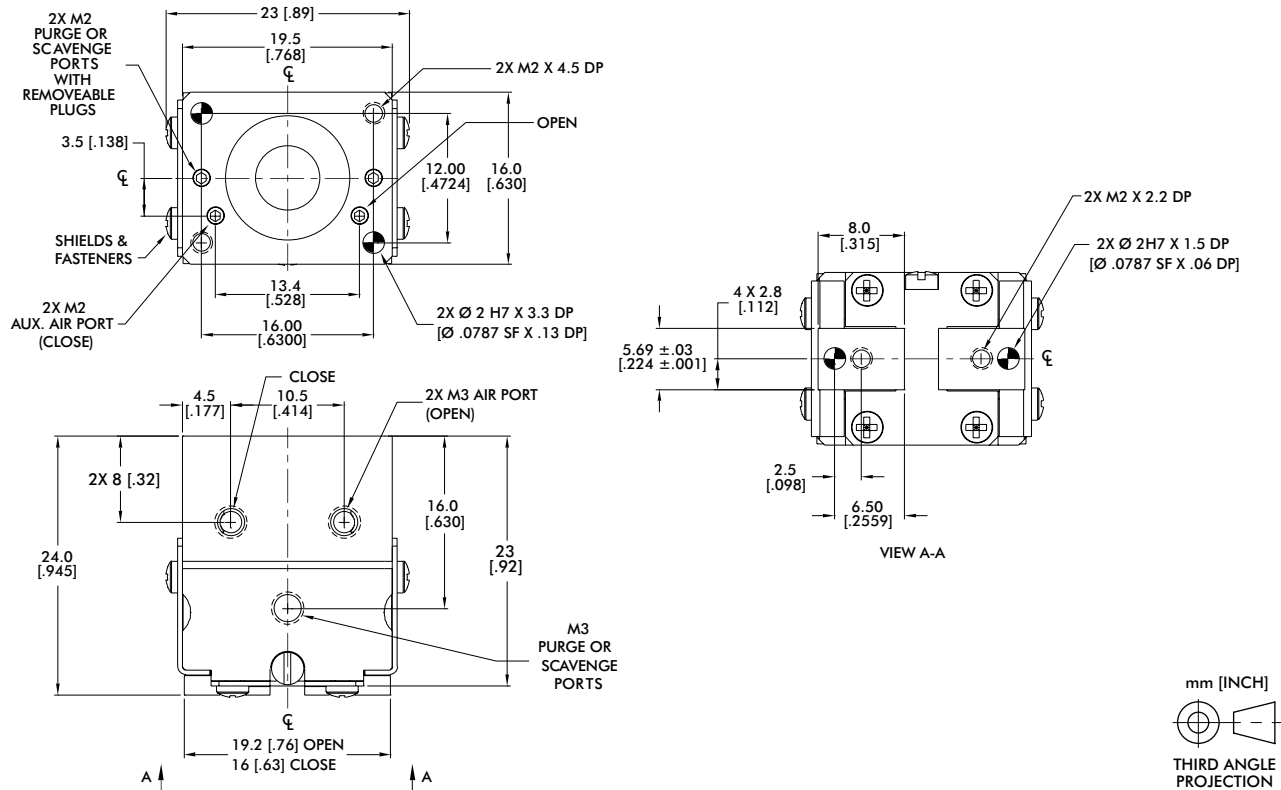 2X M2
PURGE OR
SCAVENGE
PORTS
WITH
REMOVEABLE
PLUGS
23 [.89]
19.5
[.768]
℄
2X M2 X 4.5 DP
OPEN
3.5 [.138]
℄
12.00
[.4724]
16.0
[.630]
SHIELDS &
FASTENERS
2X M2
AUX. AIR PORT
(CLOSE)
13.4
[.528]
16.00
[.6300]
2X Ø 2 H7 X 3.3 DP
[Ø .0787 SF X .13 DP]
2X M2 X 2.2 DP
8.0
[.315]
2X Ø 2H7 X 1.5 DP
[Ø .0787 SF X .06 DP]
4 X 2.8
[.112]
5.69 ±.03
[.224 ±.001]
℄
2.5
[.098]
6.50
[.2559]
VIEW A-A
CLOSE
4.5
[.177]
10.5
[.414]
2X M3 AIR PORT
(OPEN)
2X 8 [.32]
16.0
[.630]
24.0
[.945]
23
[.92]
M3
PURGE OR
SCAVENGE
PORTS
℄
19.2 [.76] OPEN
16 [.63] CLOSE
A
A
mm [INCH]
THIRD ANGLE
PROJECTION